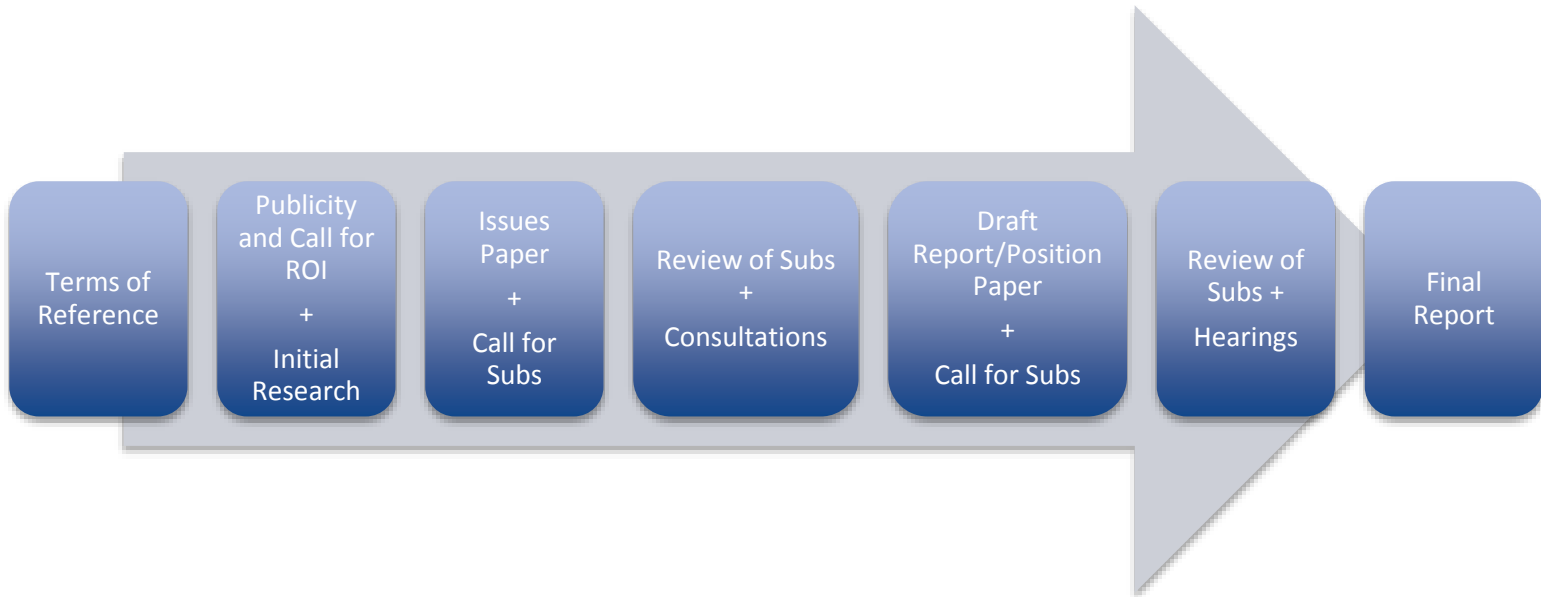 Terms of
Reference
Publicity
and Call for
ROI
+
Initial
Research
Issues
Paper
+
Call for
Subs
Review of Subs
+
Consultations
Draft
Report/Position
Paper
+
Call for Subs
Review of
Subs +
Hearings
Final
Report